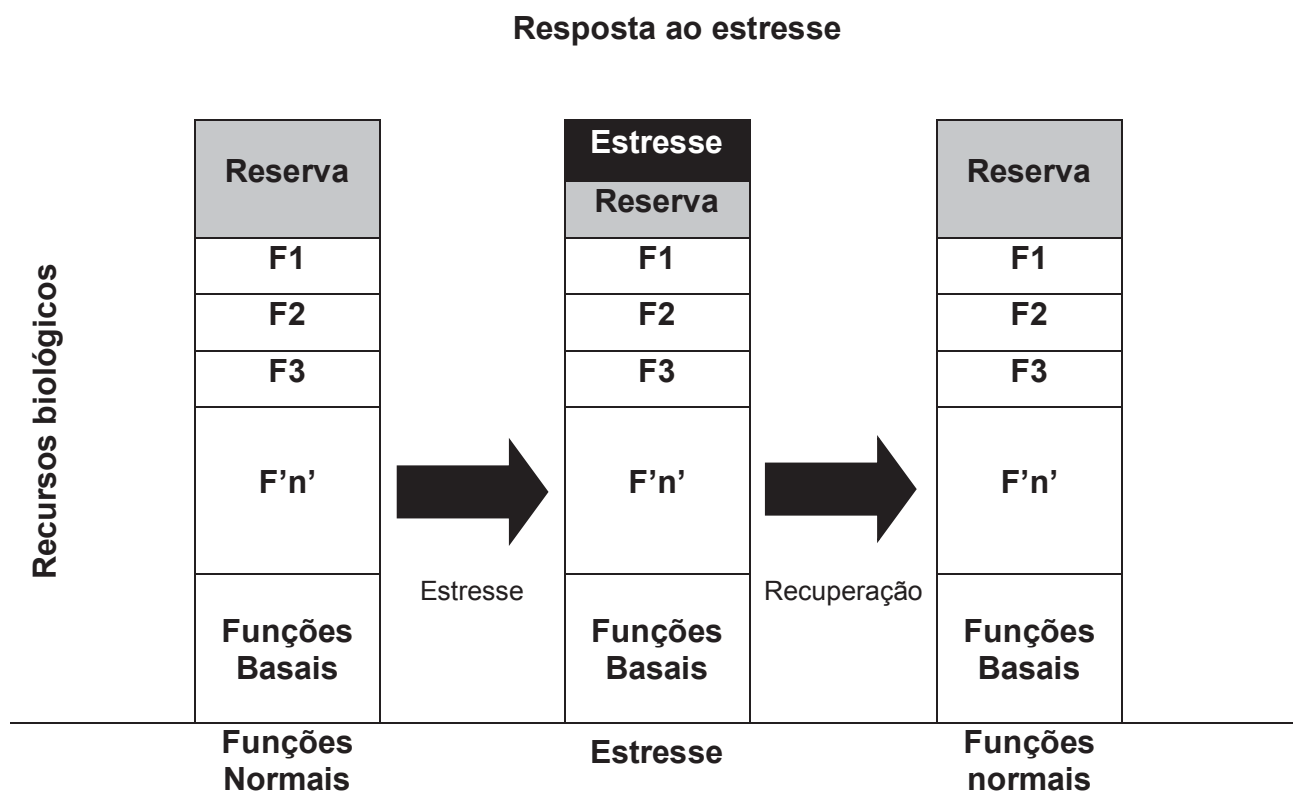 Resposta ao estresse
Recursos biológicos
Reserva
F1
F2
F3
F’n’
Funções
Basais
Funções
Normais
Estresse
Estresse
Reserva
F1
F2
F3
F’n’
Funções
Basais
Estresse
Recuperação
Reserva
F1
F2
F3
F’n’
Funções
Basais
Funções
normais